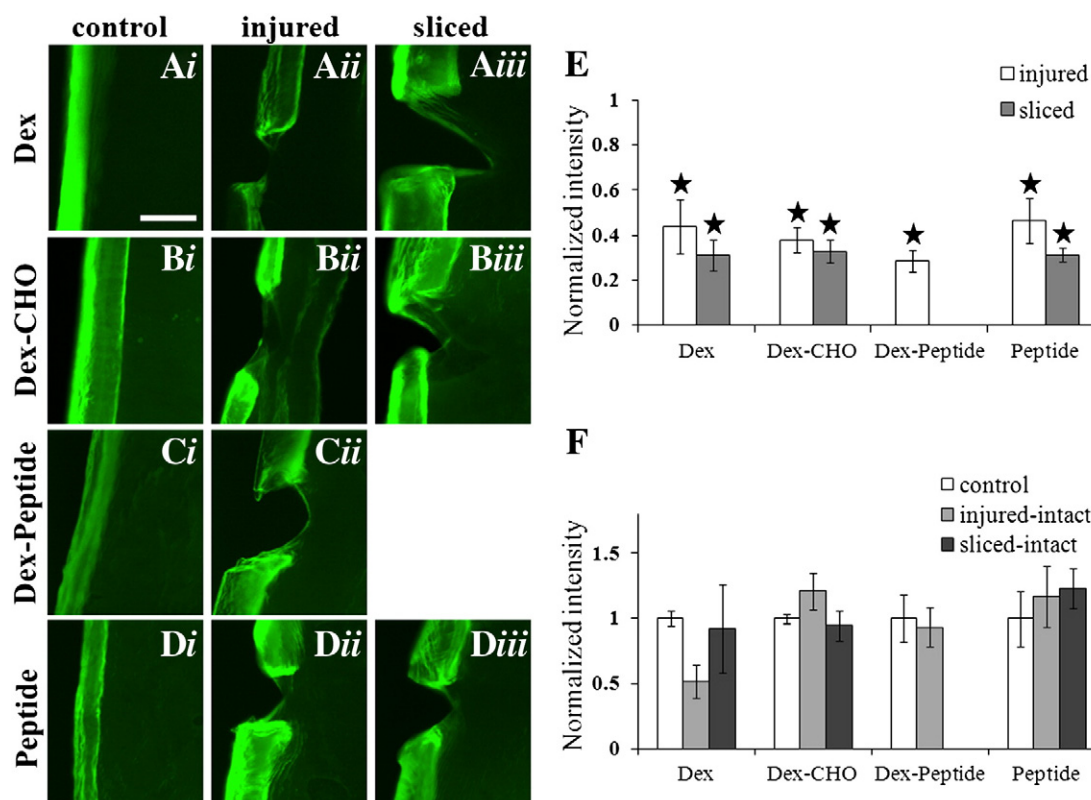 control injured sliced
Dex
Ai Aii Aiii
Dex-CHO
Bi Bii Biii
Dex-Peptide
Ci Cii
Peptide
Di Dii Diii
E
injured
sliced
Normalized intensity
1
0.8
0.6
0.4
0.2
0
Dex Dex-CHO Dex-Peptide Peptide
F
control
injured-intact
sliced-intact
Normalized intensity
1.5
1
0.5
0
Dex Dex-CHO Dex-Peptide Peptide